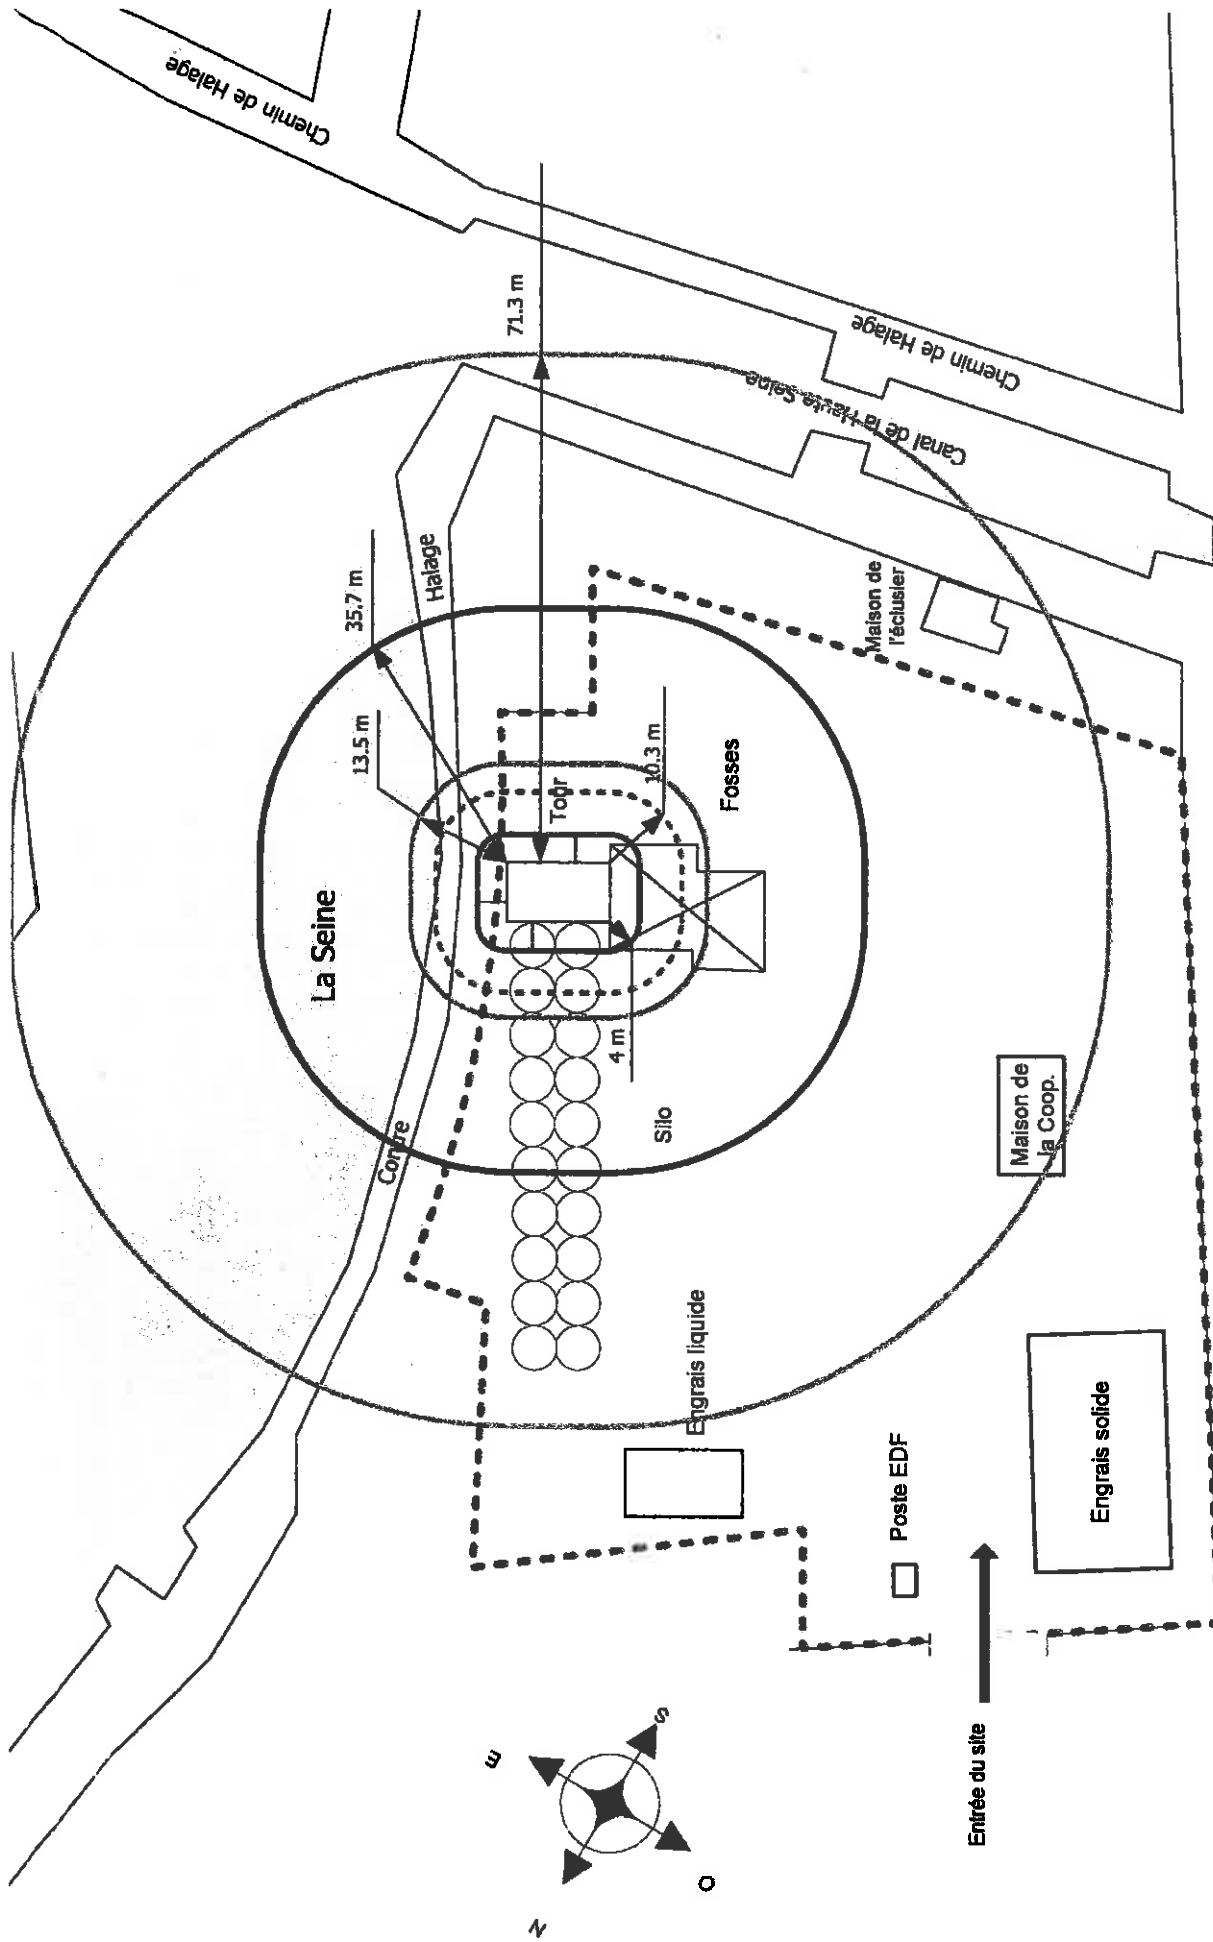 Chemin de Halage
71.3 m
Chemin de Halage
Canal de la Haute Seine
35.7 m
Halage
Maison de
l'éclusier
13.5 m
10.3 m
Tour
Fosses
La Seine
4 m
Contre
Silo
Maison de
la Coop.
Engrais liquide
Engrais solide
Poste EDF
Entrée du site
E
S
N
O